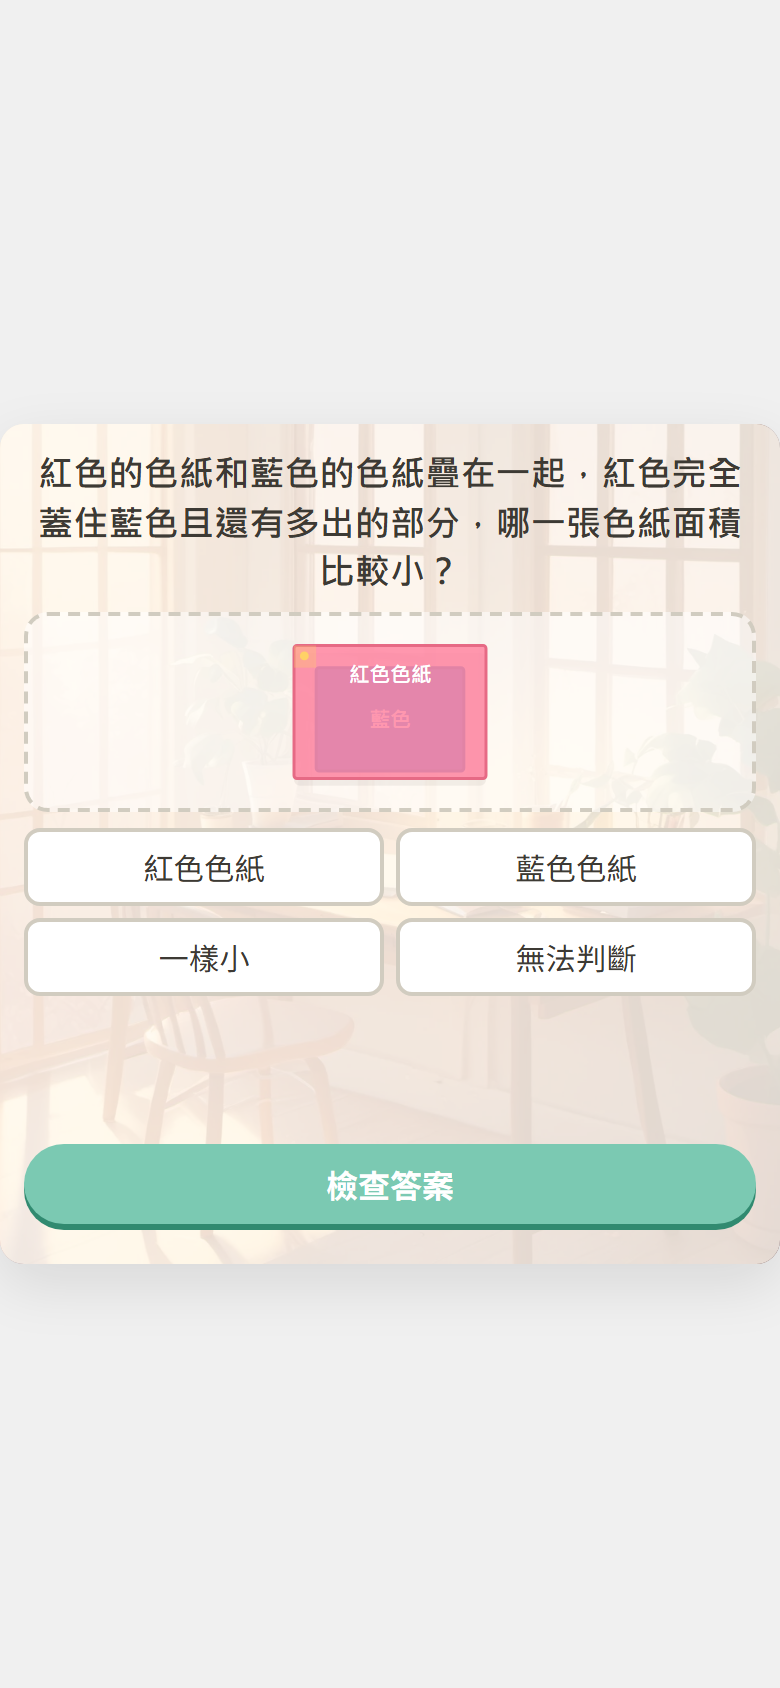 紅色的色紙和藍色的色紙疊在一起，紅色完全
蓋住藍色且還有多出的部分，哪一張色紙面積
比較小？
紅色色紙
藍色
紅色色紙
藍色色紙
一樣小
無法判斷
檢查答案